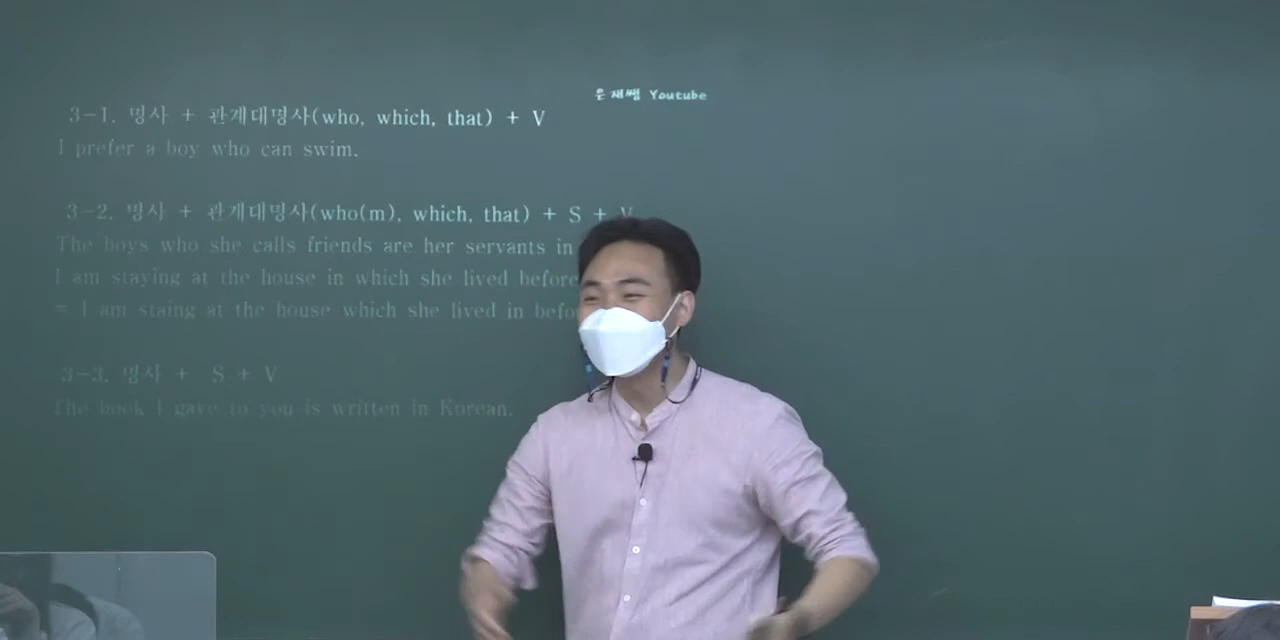 은재쌤 Youtube
3-1. 명사 + 관계대명사(who, which, that) + V
I prefer a boy who can swim.
3-2. 명사 + 관계대명사(who(m), which, that) + S + V
The boys who she calls friends are her servants in
I am staying at the house in which she lived before
= I am staing at the house which she lived in befo
3-3. 명사 + S + V
The book I gave to you is written in Korean.